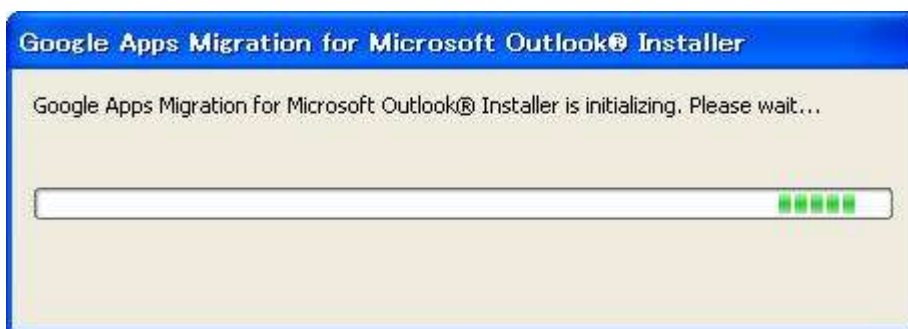 Google Apps Migration for Microsoft Outlook® Installer
Google Apps Migration for Microsoft Outlook® Installer is initializing. Please wait...